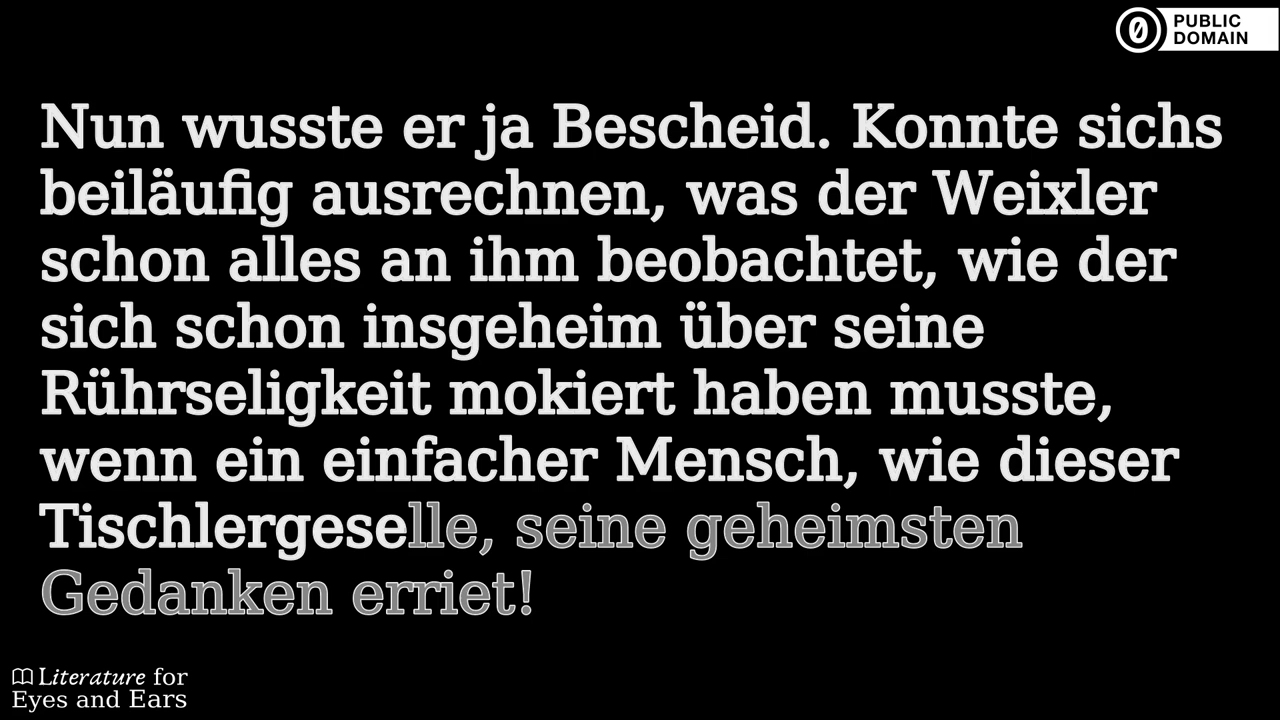 PUBLIC
DOMAIN
Nun wusste er ja Bescheid. Konnte sichs
beiläufig ausrechnen, was der Weixler
schon alles an ihm beobachtet, wie der
sich schon insgeheim über seine
Rührseligkeit mokiert haben musste,
wenn ein einfacher Mensch, wie dieser
Tischlergeselle, seine geheimsten
Gedanken erriet!
Literature for
Eyes and Ears